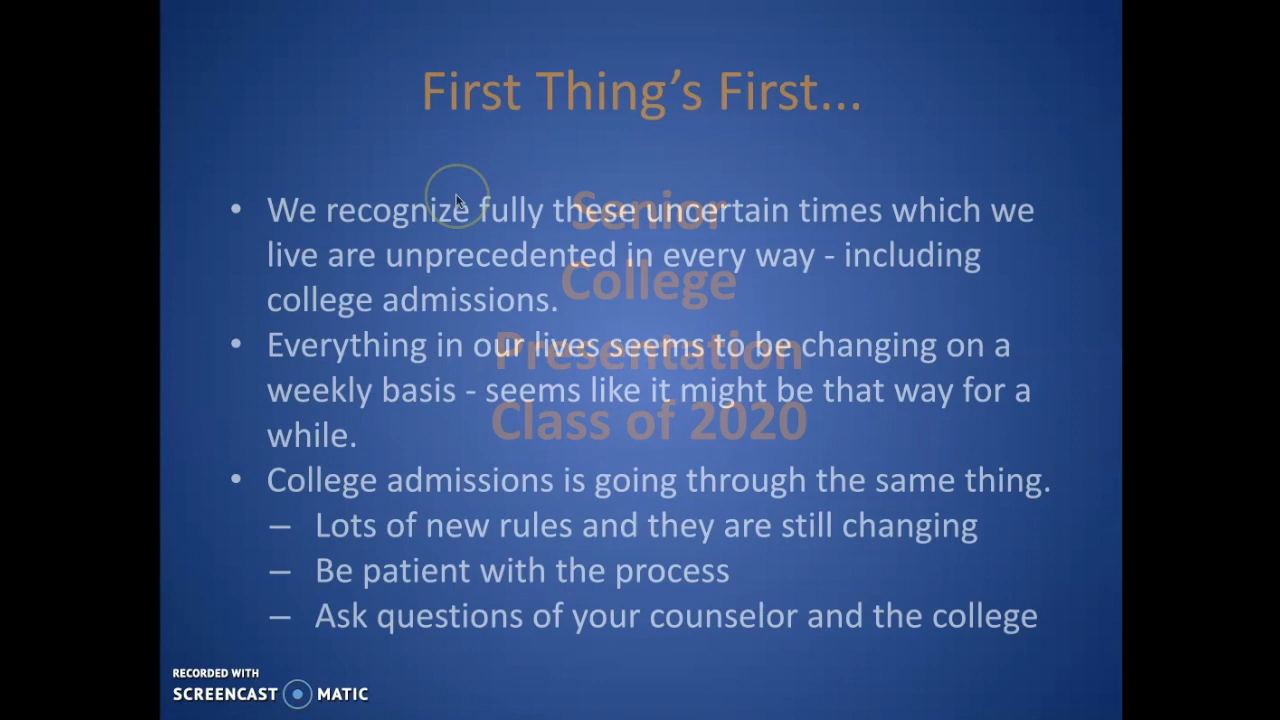 First Thing’s First...
• We recognize fully these uncertain times which we
live are unprecedented in every way - including
college admissions.
• Everything in our lives seems to be changing on a
weekly basis - seems like it might be that way for a
while.
• College admissions is going through the same thing.
– Lots of new rules and they are still changing
– Be patient with the process
– Ask questions of your counselor and the college
Senior
College
Presentation
Class of 2020
RECORDED WITH
SCREENCAST MATIC